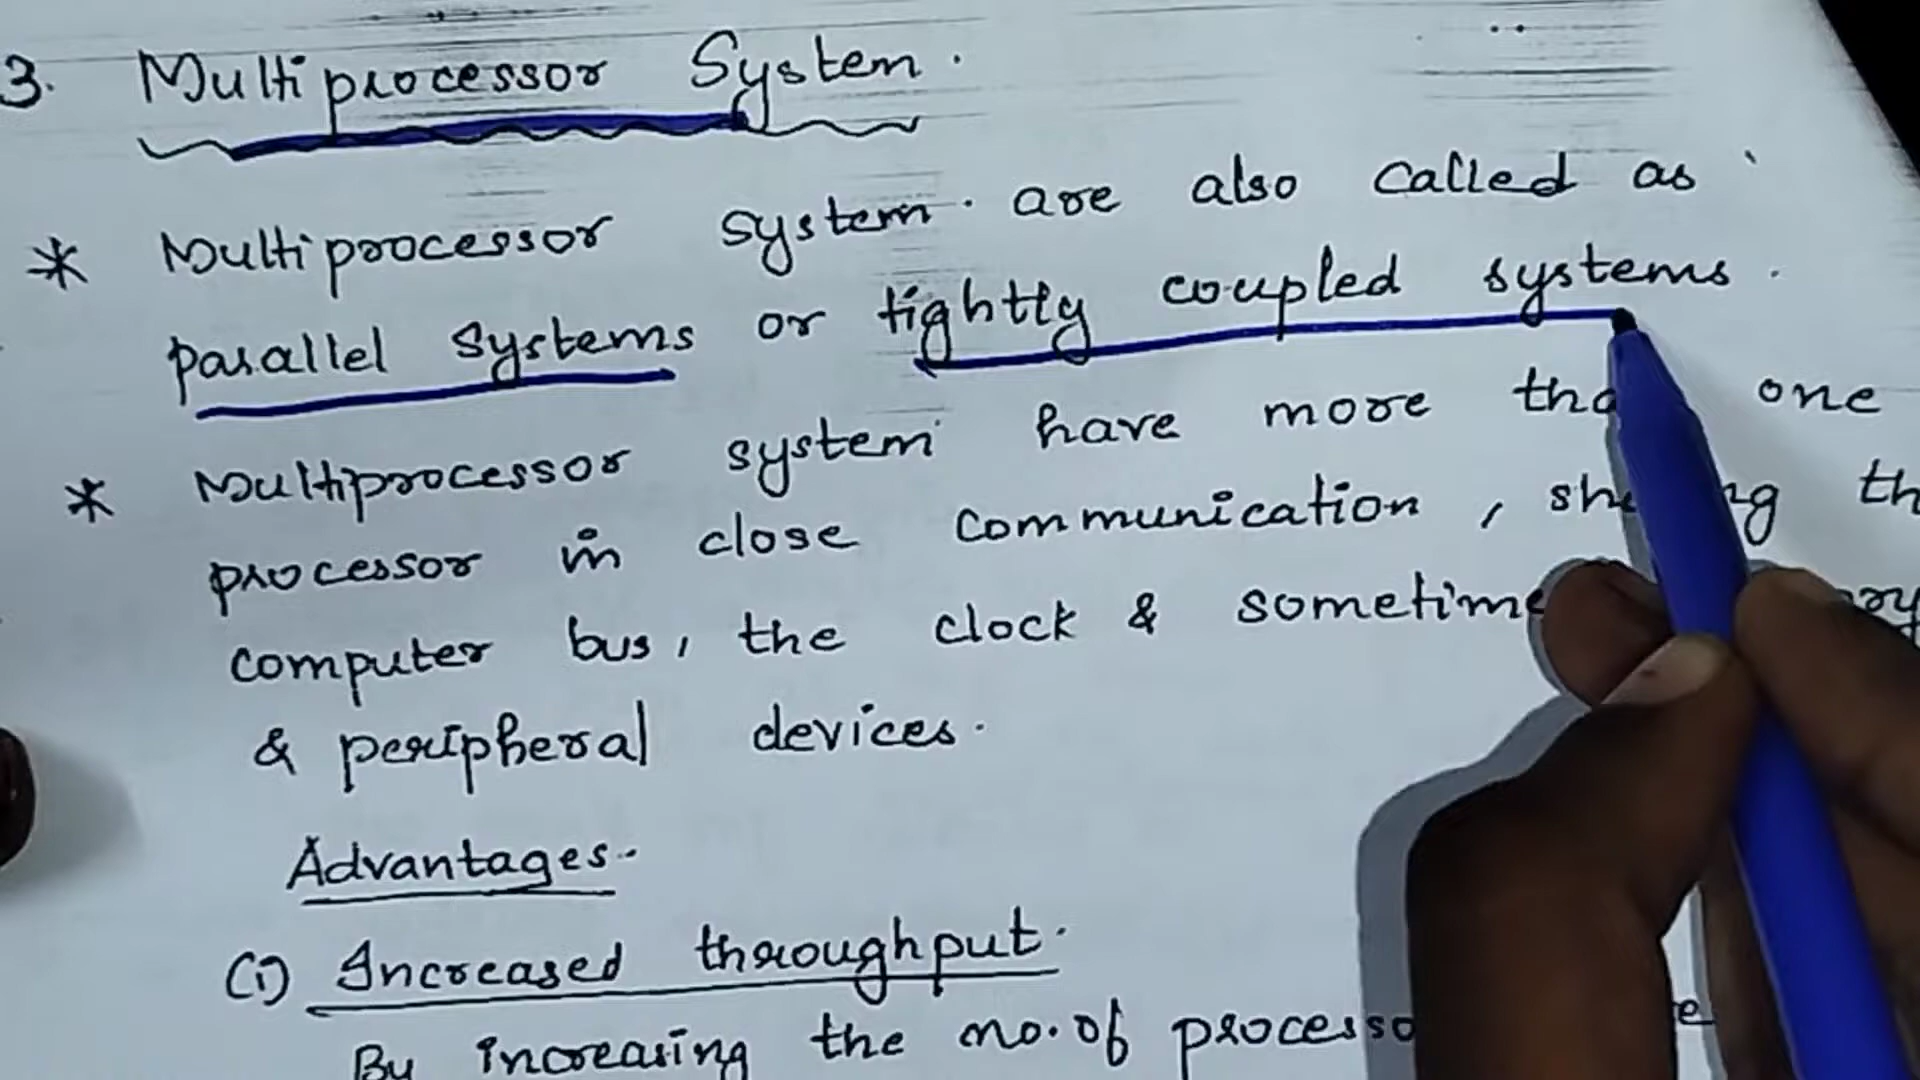 3. Multiprocessor System.
* Multiprocessor system are also called as
parallel systems or tightly coupled systems.
* Multiprocessor system have more one
processor in close communication,
computer bus, the clock &
& peripheral devices.
Advantages.
(i) Increased throughput.
By increasing the no. of